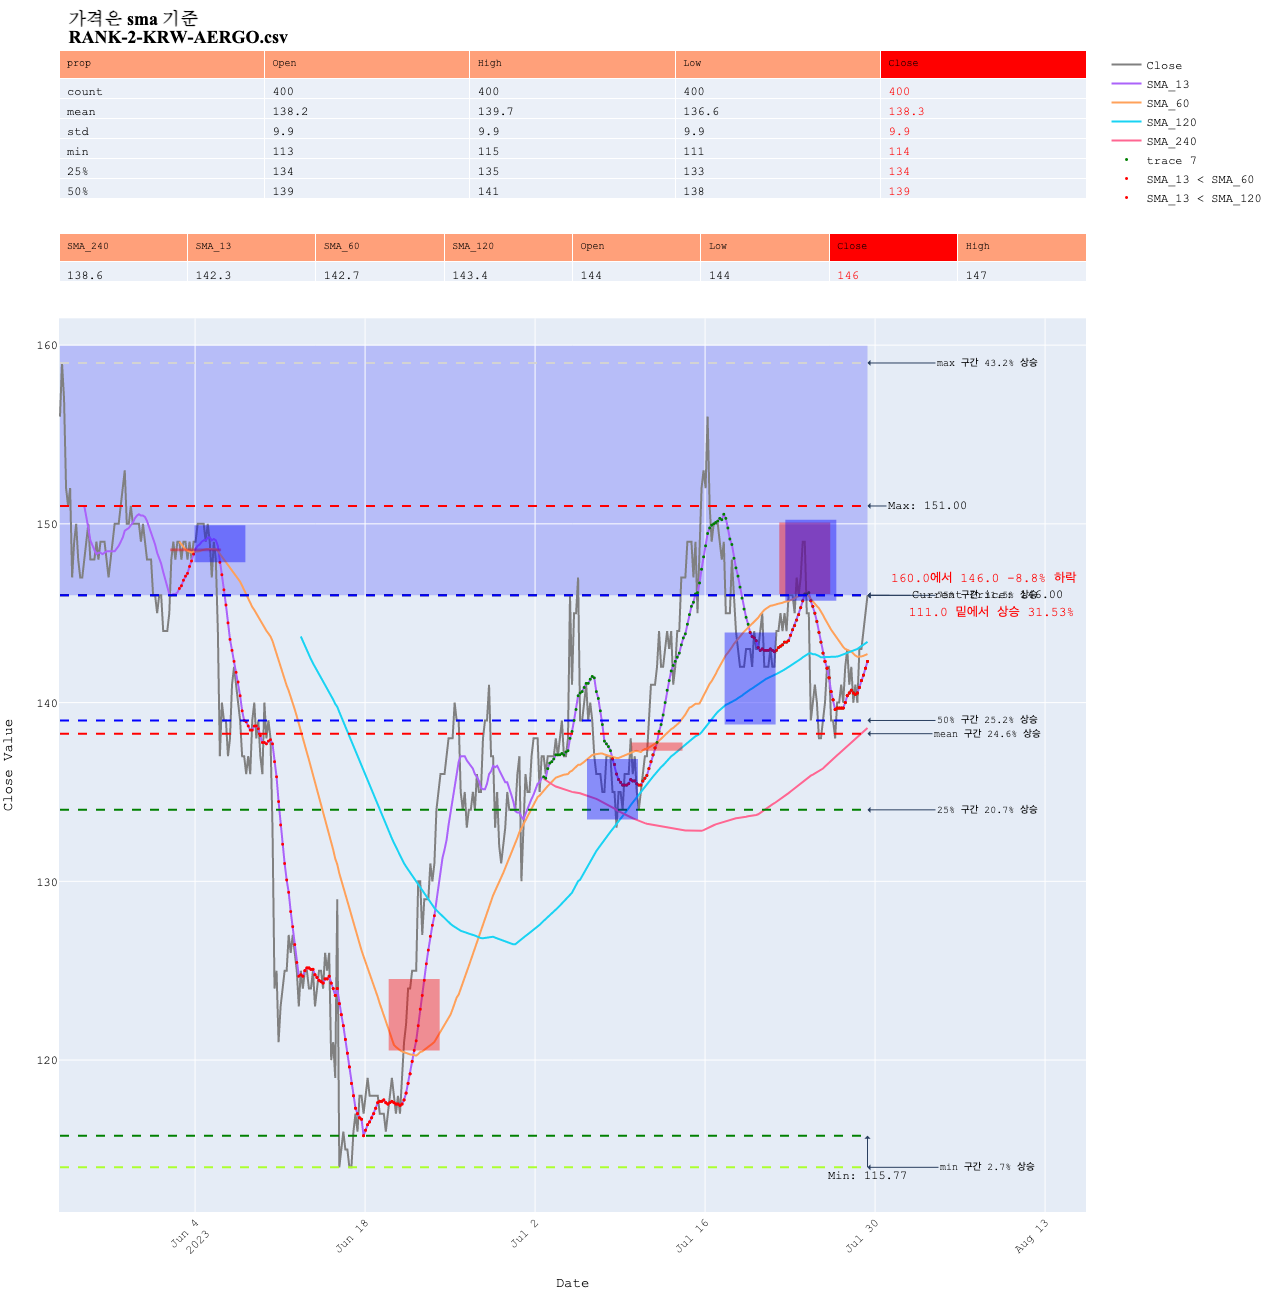 가격은 sma 기준
RANK-2-KRW-AERGO.csv
prop Open High Low Close
count 400 400 400 400
mean 138.2 139.7 136.6 138.3
std 9.9 9.9 9.9 9.9
min 113 115 111 114
25% 134 135 133 134
50% 139 141 138 139
SMA_240 SMA_13 SMA_60 SMA_120 Open Low Close High
138.6 142.3 142.7 143.4 144 144 146 147
Close
SMA_13
SMA_60
SMA_120
SMA_240
trace 7
SMA_13 < SMA_60
SMA_13 < SMA_120
160
150
140
130
120
Close Value
max 구간 43.2% 상승
Max: 151.00
160.0에서 146.0 -8.8% 하락
Current Price: 146.00
111.0 밑에서 상승 31.53%
50% 구간 25.2% 상승
mean 구간 24.6% 상승
25% 구간 20.7% 상승
min 구간 2.7% 상승
Min: 115.77
Jun 4
2023
Jun 18
Jul 2
Jul 16
Jul 30
Aug 13
Date